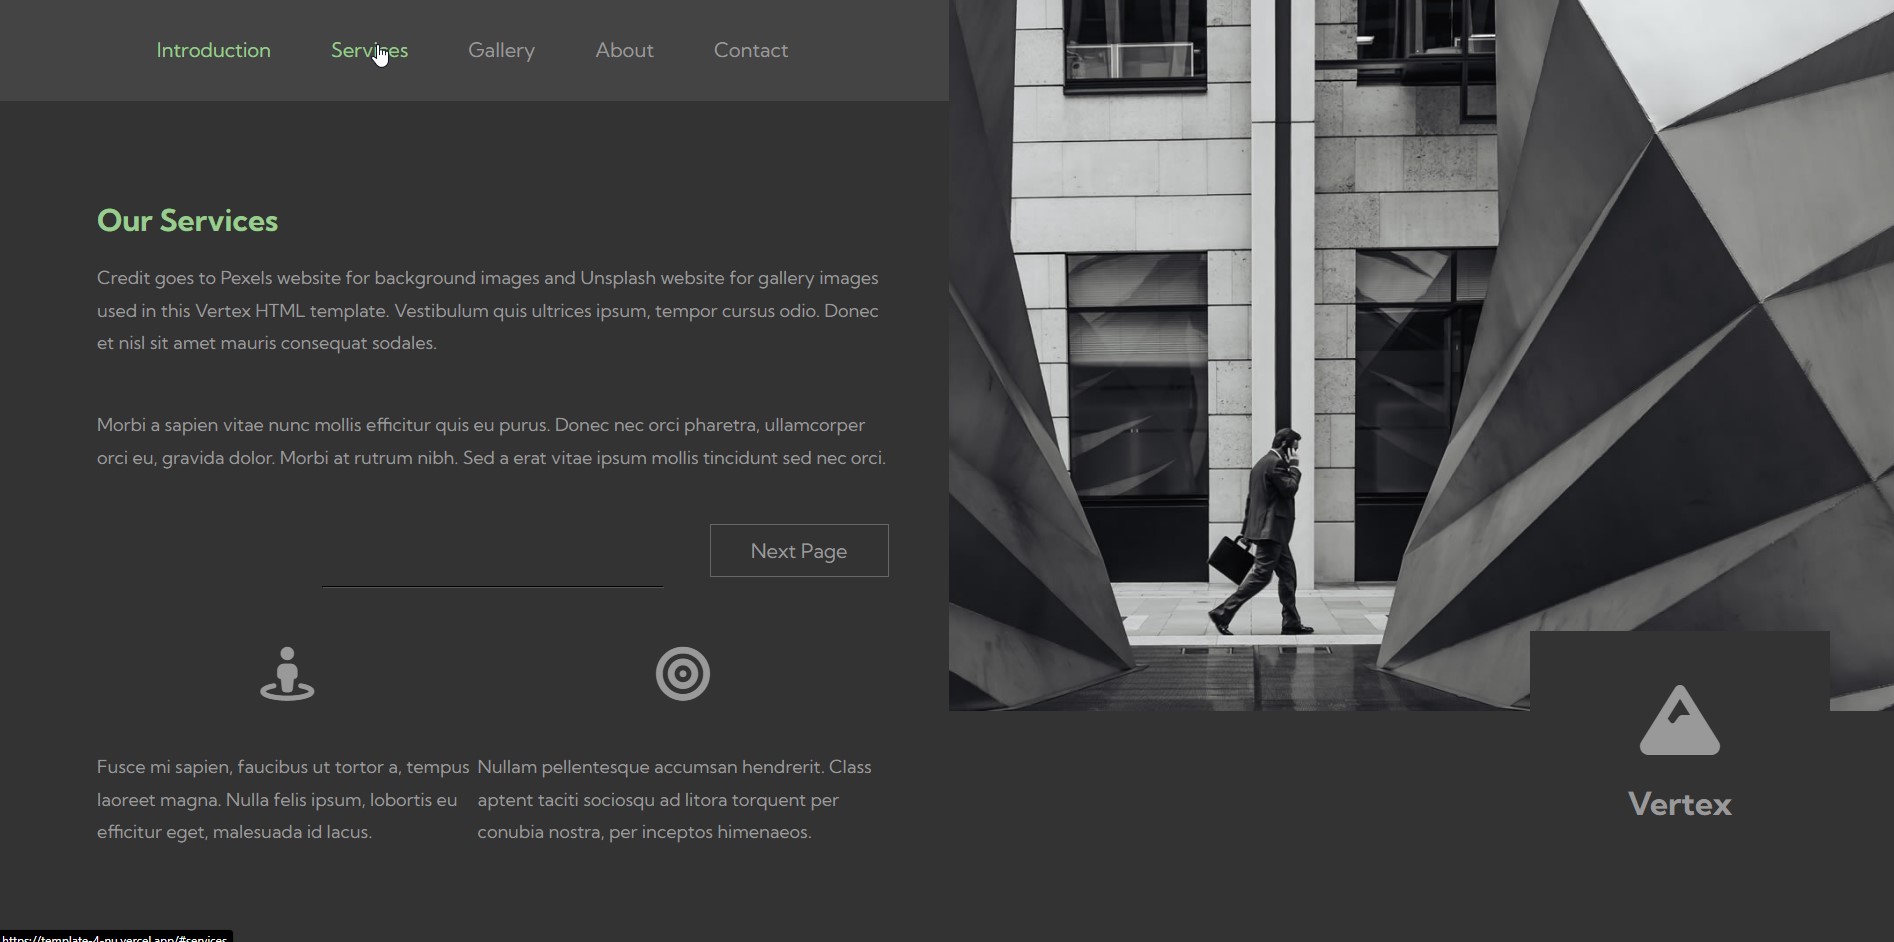 Introduction
Services
Gallery
About
Contact
Our Services
Credit goes to Pexels website for background images and Unsplash website for gallery images
used in this Vertex HTML template. Vestibulum quis ultrices ipsum, tempor cursus odio. Donec
et nisl sit amet mauris consequat sodales.
Morbi a sapien vitae nunc mollis efficitur quis eu purus. Donec nec orci pharetra, ullamcorper
orci eu, gravida dolor. Morbi at rutrum nibh. Sed a erat vitae ipsum mollis tincidunt sed nec orci.
Next Page
Fusce mi sapien, faucibus ut tortor a, tempus
laoreet magna. Nulla felis ipsum, lobortis eu
efficitur eget, malesuada id lacus.
Nullam pellentesque accumsan hendrerit. Class
aptent taciti sociosqu ad litora torquent per
conubia nostra, per inceptos himenaeos.
Vertex
https://template-4-nu.vercel.app/#services